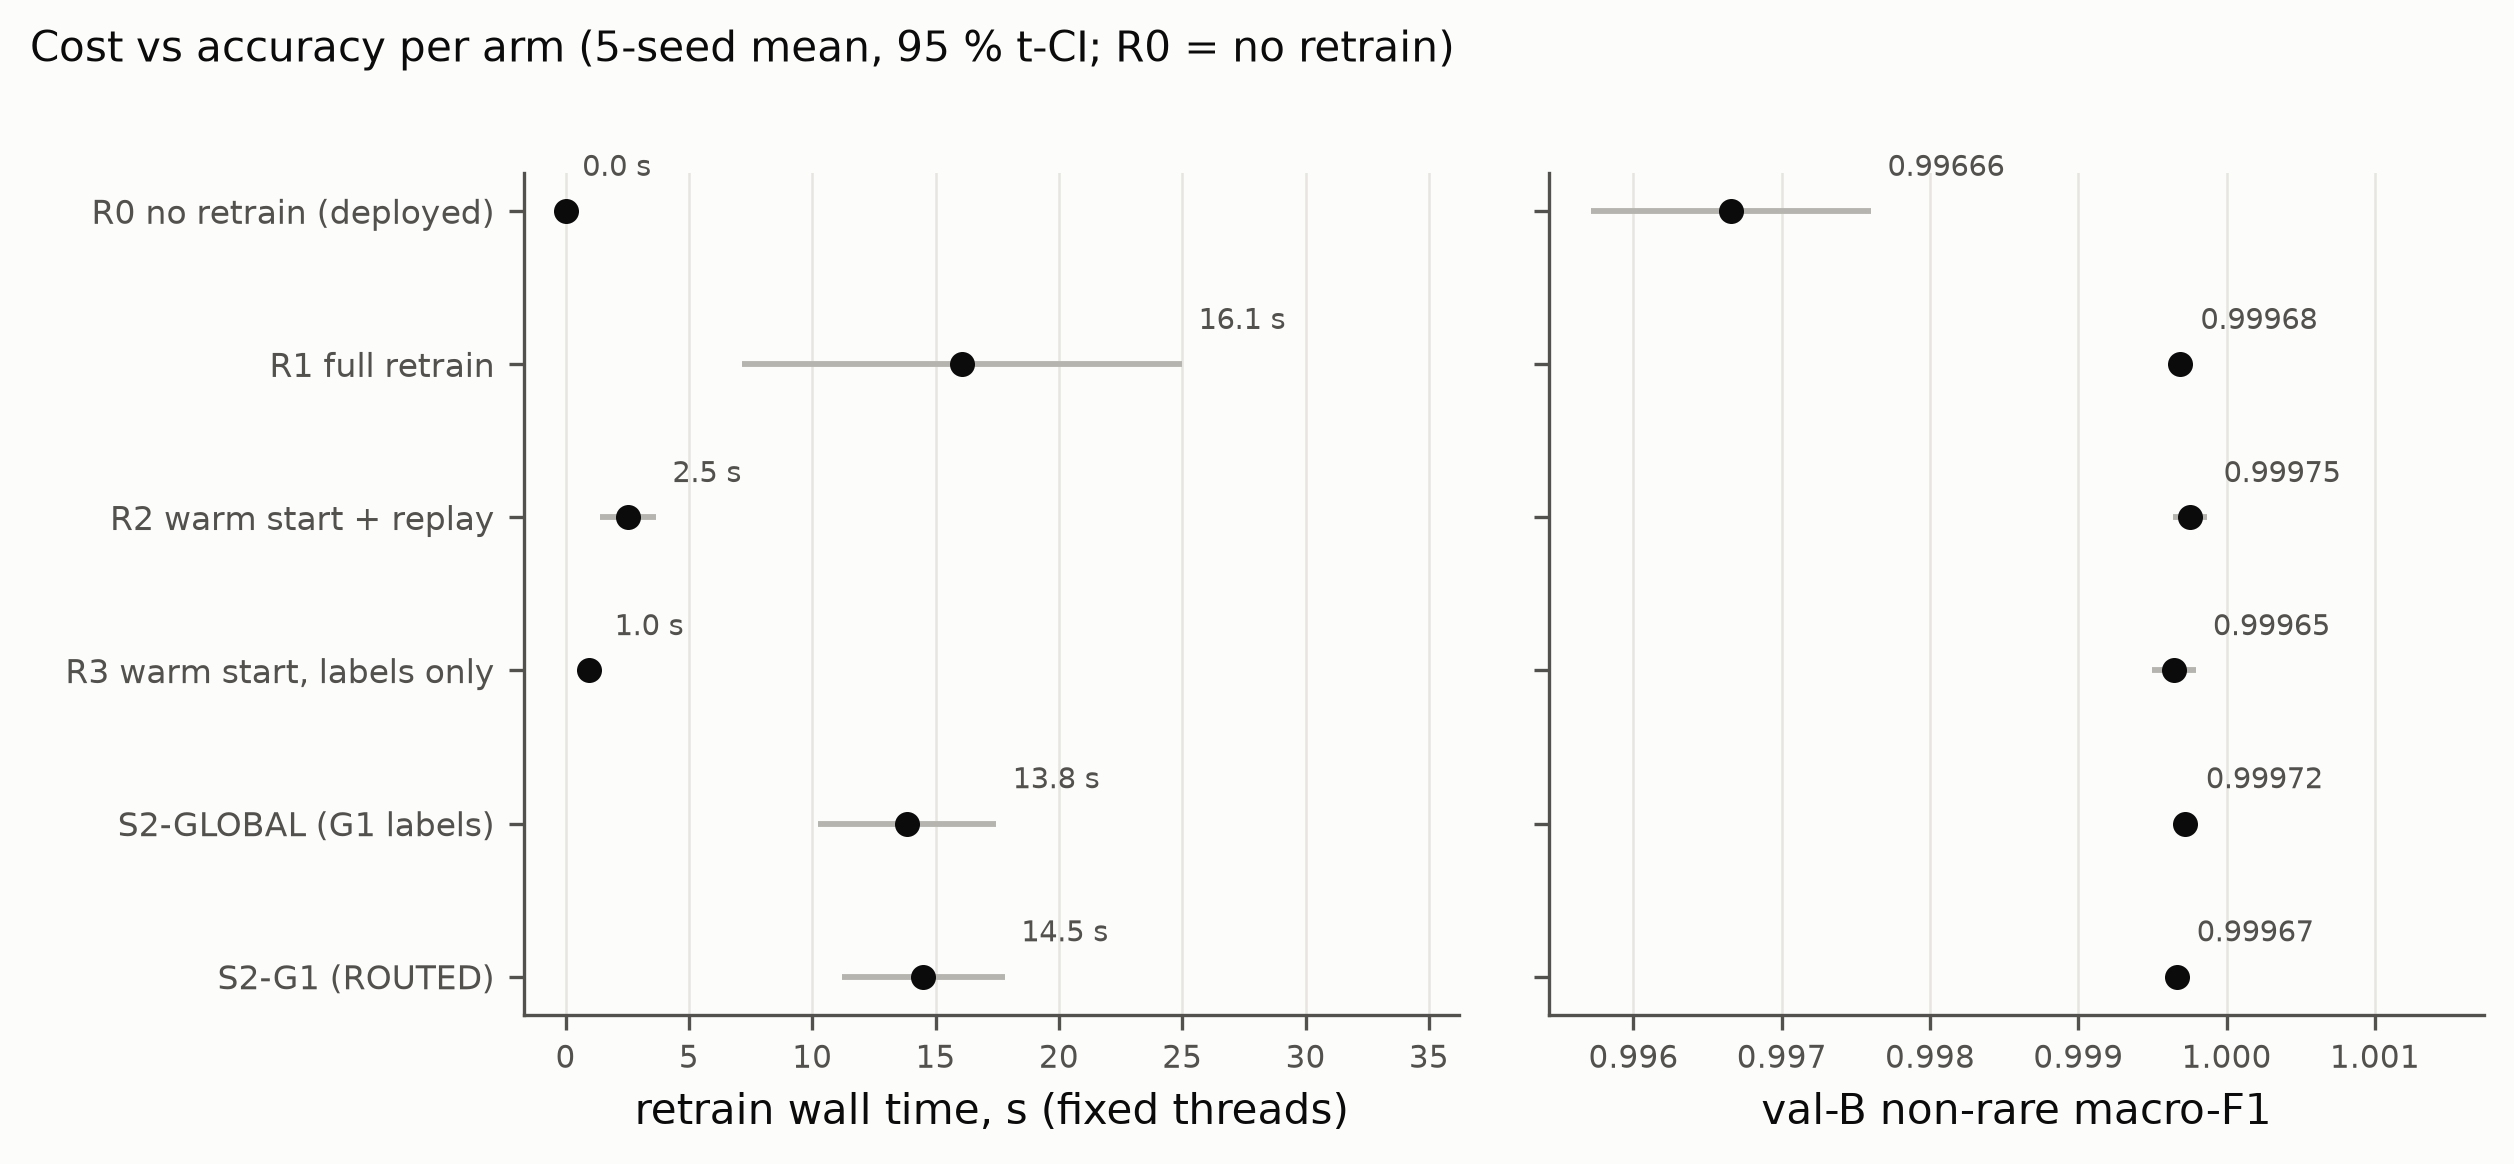 Cost vs accuracy per arm (5-seed mean, 95 % t-CI; R0 = no retrain)
R0 no retrain (deployed)
R1 full retrain
R2 warm start + replay
R3 warm start, labels only
S2-GLOBAL (G1 labels)
S2-G1 (ROUTED)
0.0 s
16.1 s
2.5 s
1.0 s
13.8 s
14.5 s
0 5 10 15 20 25 30 35
retrain wall time, s (fixed threads)
0.99666
0.99968
0.99975
0.99965
0.99972
0.99967
0.996 0.997 0.998 0.999 1.000 1.001
val-B non-rare macro-F1